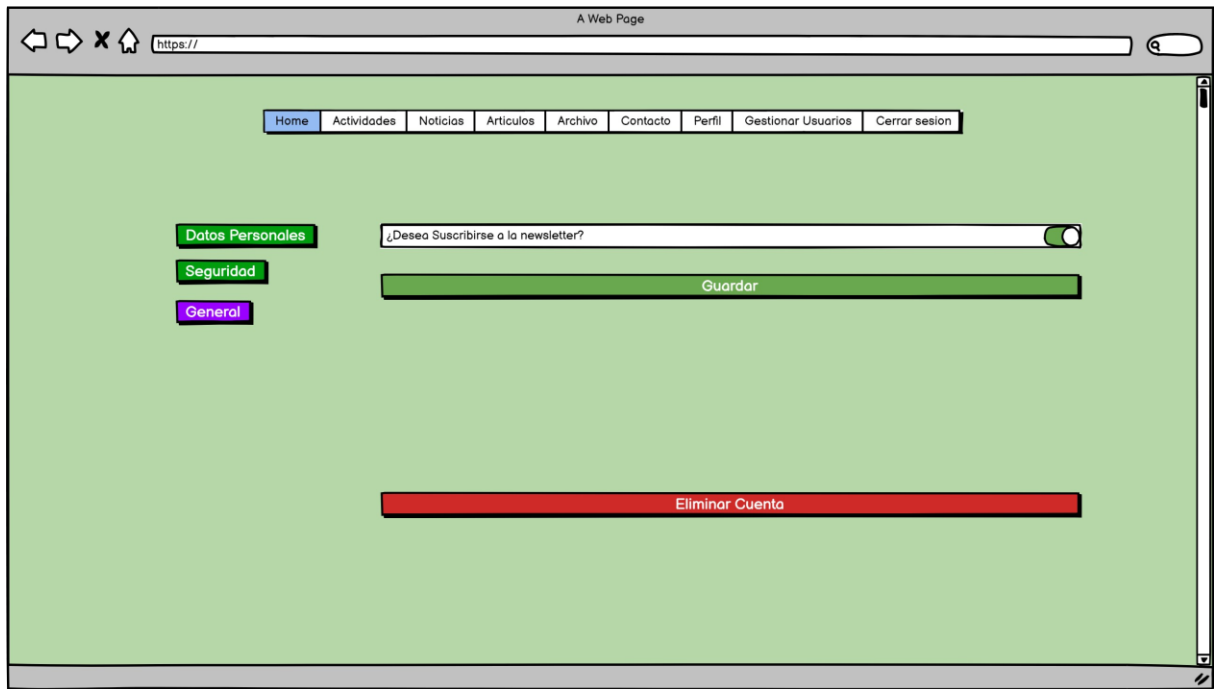 A Web Page
https://
Home Actividades Noticias Articulos Archivo Contacto Perfil Gestionar Usuarios Cerrar sesion
Datos Personales
¿Desea Suscribirse a la newsletter?
Seguridad
Guardar
General
Eliminar Cuenta